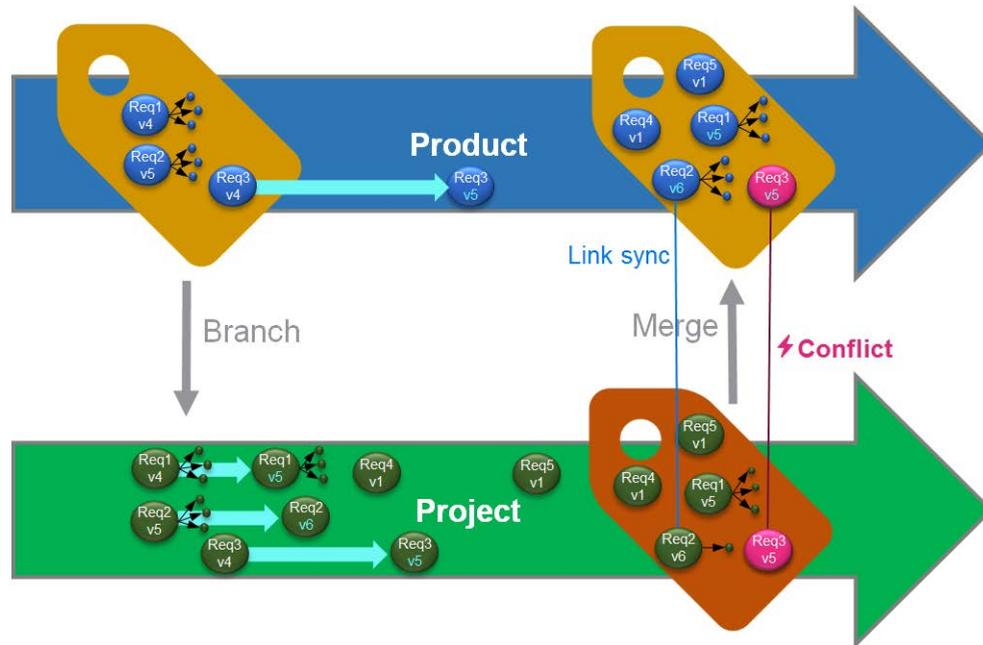 Req5
v1
Req1
v4
Req4
v1
Req1
v5
Product
Req2
v5
Req3
v4
Req3
v5
Req2
v6
Req3
v5
Link sync
Branch
Merge
Conflict
Req5
v1
Req1
v4
Req1
v5
Req4
v1
Req5
v1
Req4
v1
Req1
v5
Req2
v5
Req2
v6
Project
Req3
v4
Req3
v5
Req2
v6
Req3
v5